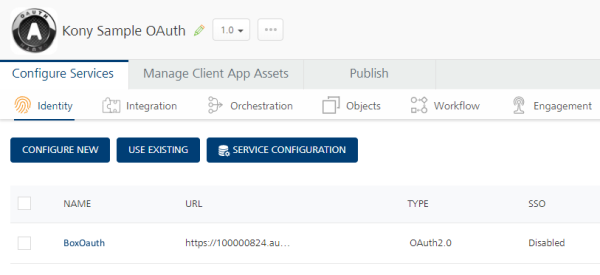 OAUTH
A
Kony Sample OAuth 1.0 ...
Configure Services Manage Client App Assets Publish
Identity Integration Orchestration Objects Workflow Engagement
CONFIGURE NEW USE EXISTING SERVICE CONFIGURATION
NAME URL TYPE SSO
BoxOauth https://100000824.au... OAuth2.0 Disabled